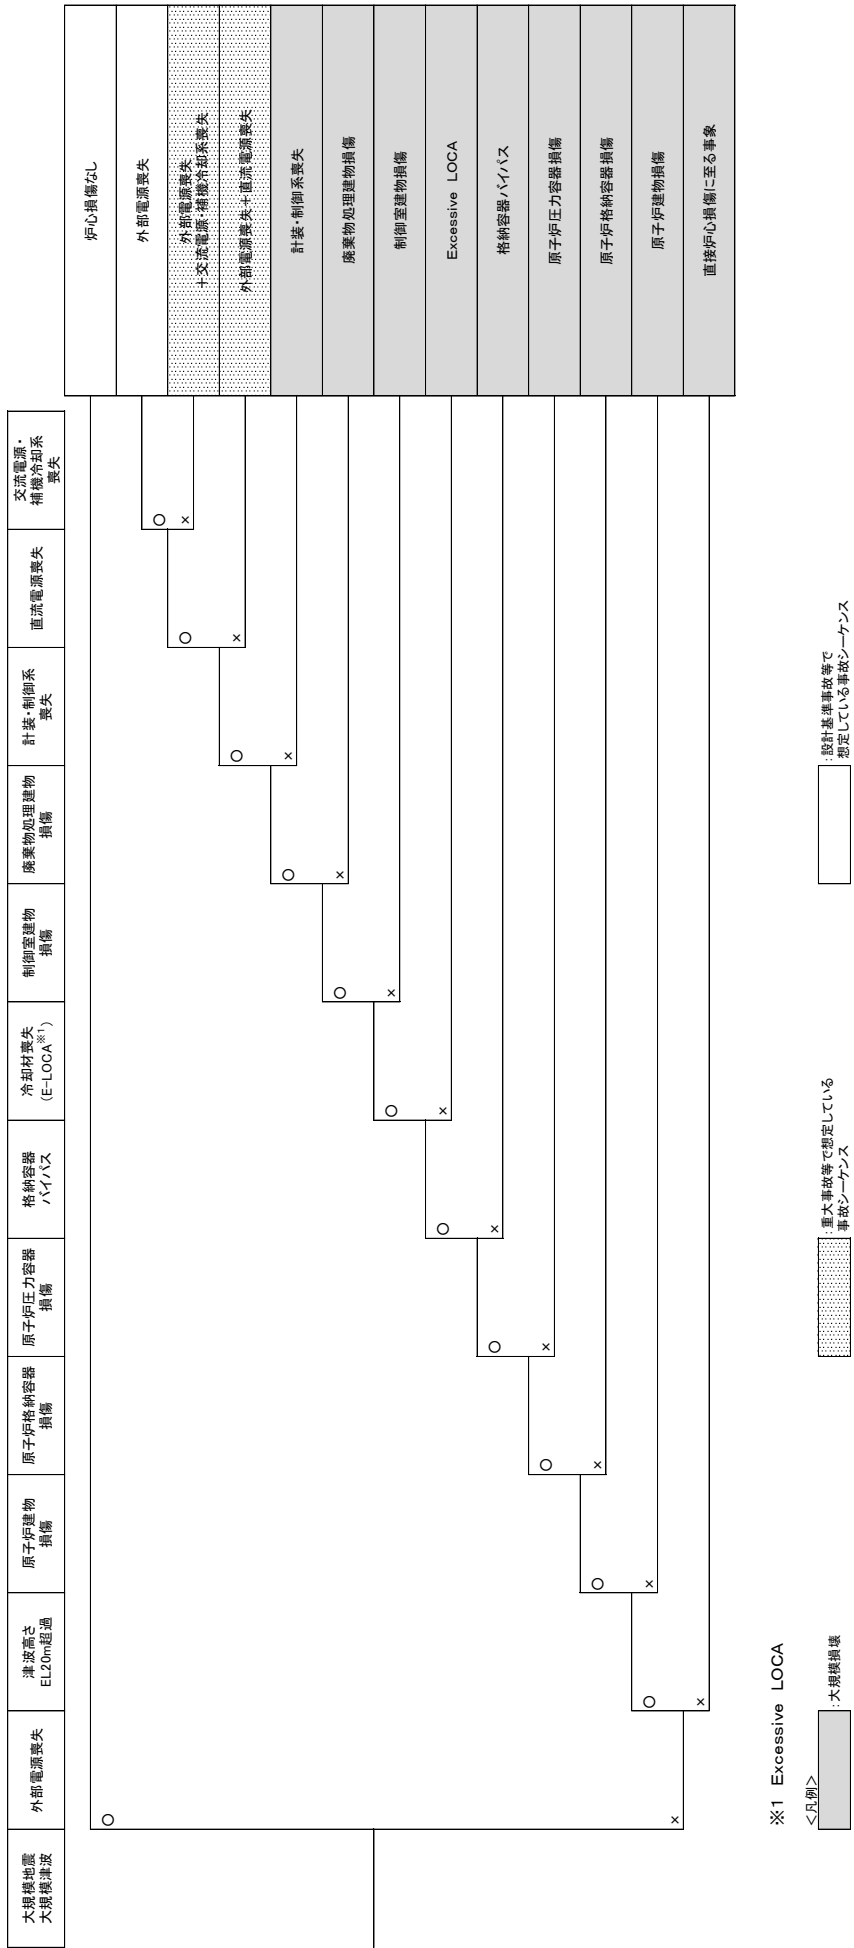 大規模地震
大規模津波
外部電源喪失
津波高さ
EL20m超過
原子炉建物
損傷
原子炉格納容器
損傷
原子炉圧力容器
損傷
格納容器
バイパス
冷却材喪失
(E-LOCA※1)
制御室建物
損傷
廃棄物処理建物
損傷
計装・制御系
喪失
直流電源喪失
交流電源・
補機冷却系
喪失
○
×
○
×
○
×
○
×
○
×
○
×
○
×
○
×
○
×
○
×
○
×
○
×
炉心損傷なし
外部電源喪失
外部電源喪失
+交流電源・補機冷却系喪失
外部電源喪失+直流電源喪失
計装・制御系喪失
廃棄物処理建物損傷
制御室建物損傷
Excessive LOCA
格納容器バイパス
原子炉圧力容器損傷
原子炉格納容器損傷
原子炉建物損傷
直接炉心損傷に至る事象
※1 Excessive LOCA
<凡例>
:大規模損壊
:重大事故等で想定している
事故シーケンス
:設計基準事故等で
想定している事故シーケンス